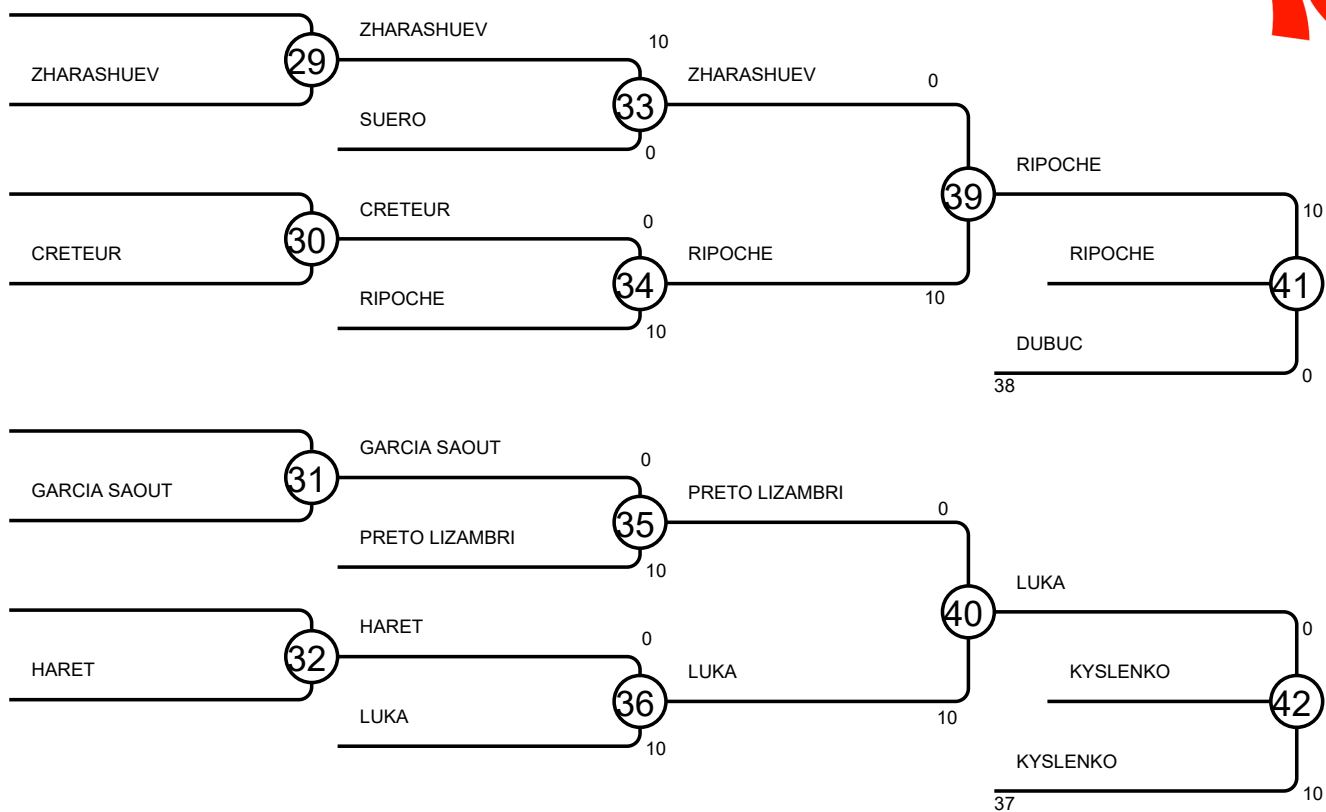 ZHARASHUEV
10
ZHARASHUEV
29
ZHARASHUEV
0
SUERO
33
0
RIPOCHE
CRETEUR
0
39
10
CRETEUR
30
RIPOCHE
RIPOCHE
RIPOCHE
34
10
41
10
DUBUC
38
0
GARCIA SAOUT
0
GARCIA SAOUT
31
PRETO LIZAMBRI
0
PRETO LIZAMBRI
35
10
LUKA
HARET
0
40
0
HARET
32
LUKA
KYSLENKO
LUKA
36
10
42
10
KYSLENKO
37
10